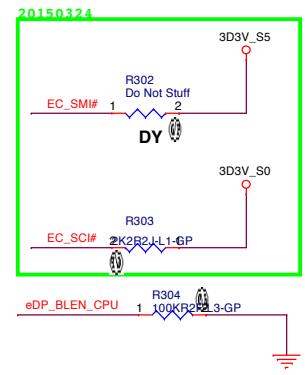 20150324
3D3V_S5
R302
Do Not Stuff
EC_SMI# 1 2
DY
3D3V_S0
R303
EC_SCI# 2K2R2J-L1-GP
R304
eDP_BLEN_CPU 1 100KR2F-L3-GP